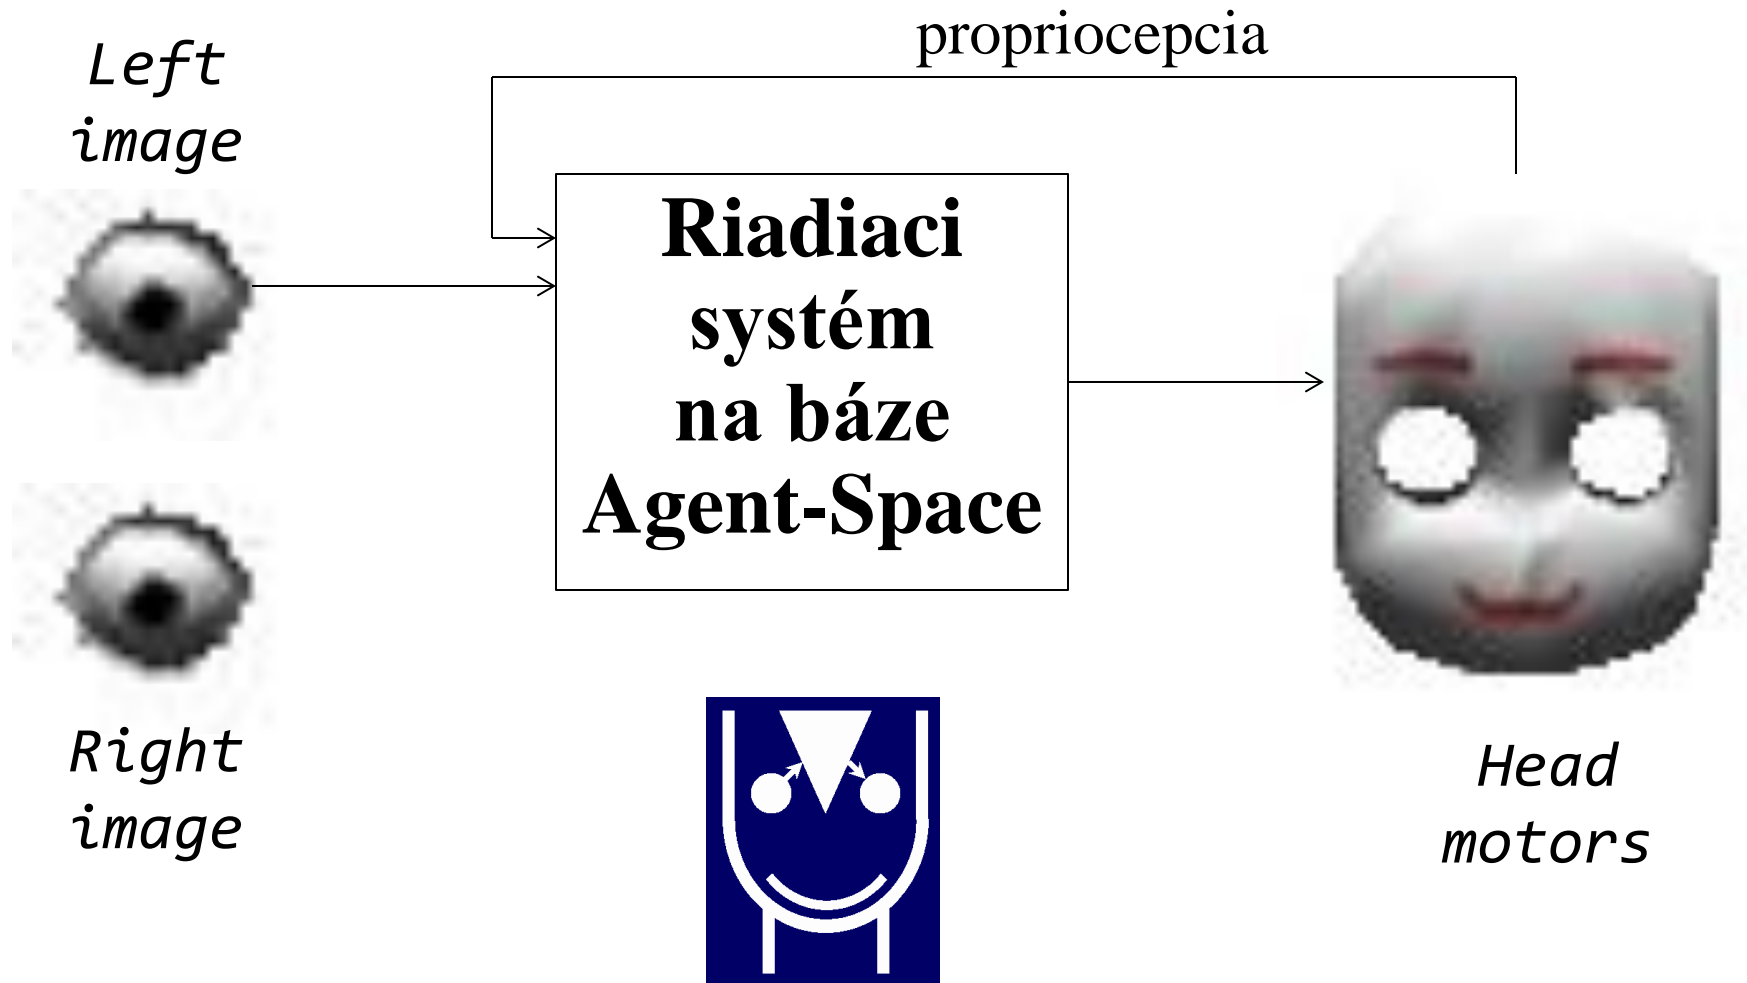 Left
image
propriocepcia
Riadiaci
systém
na báze
Agent-Space
Right
image
Head
motors